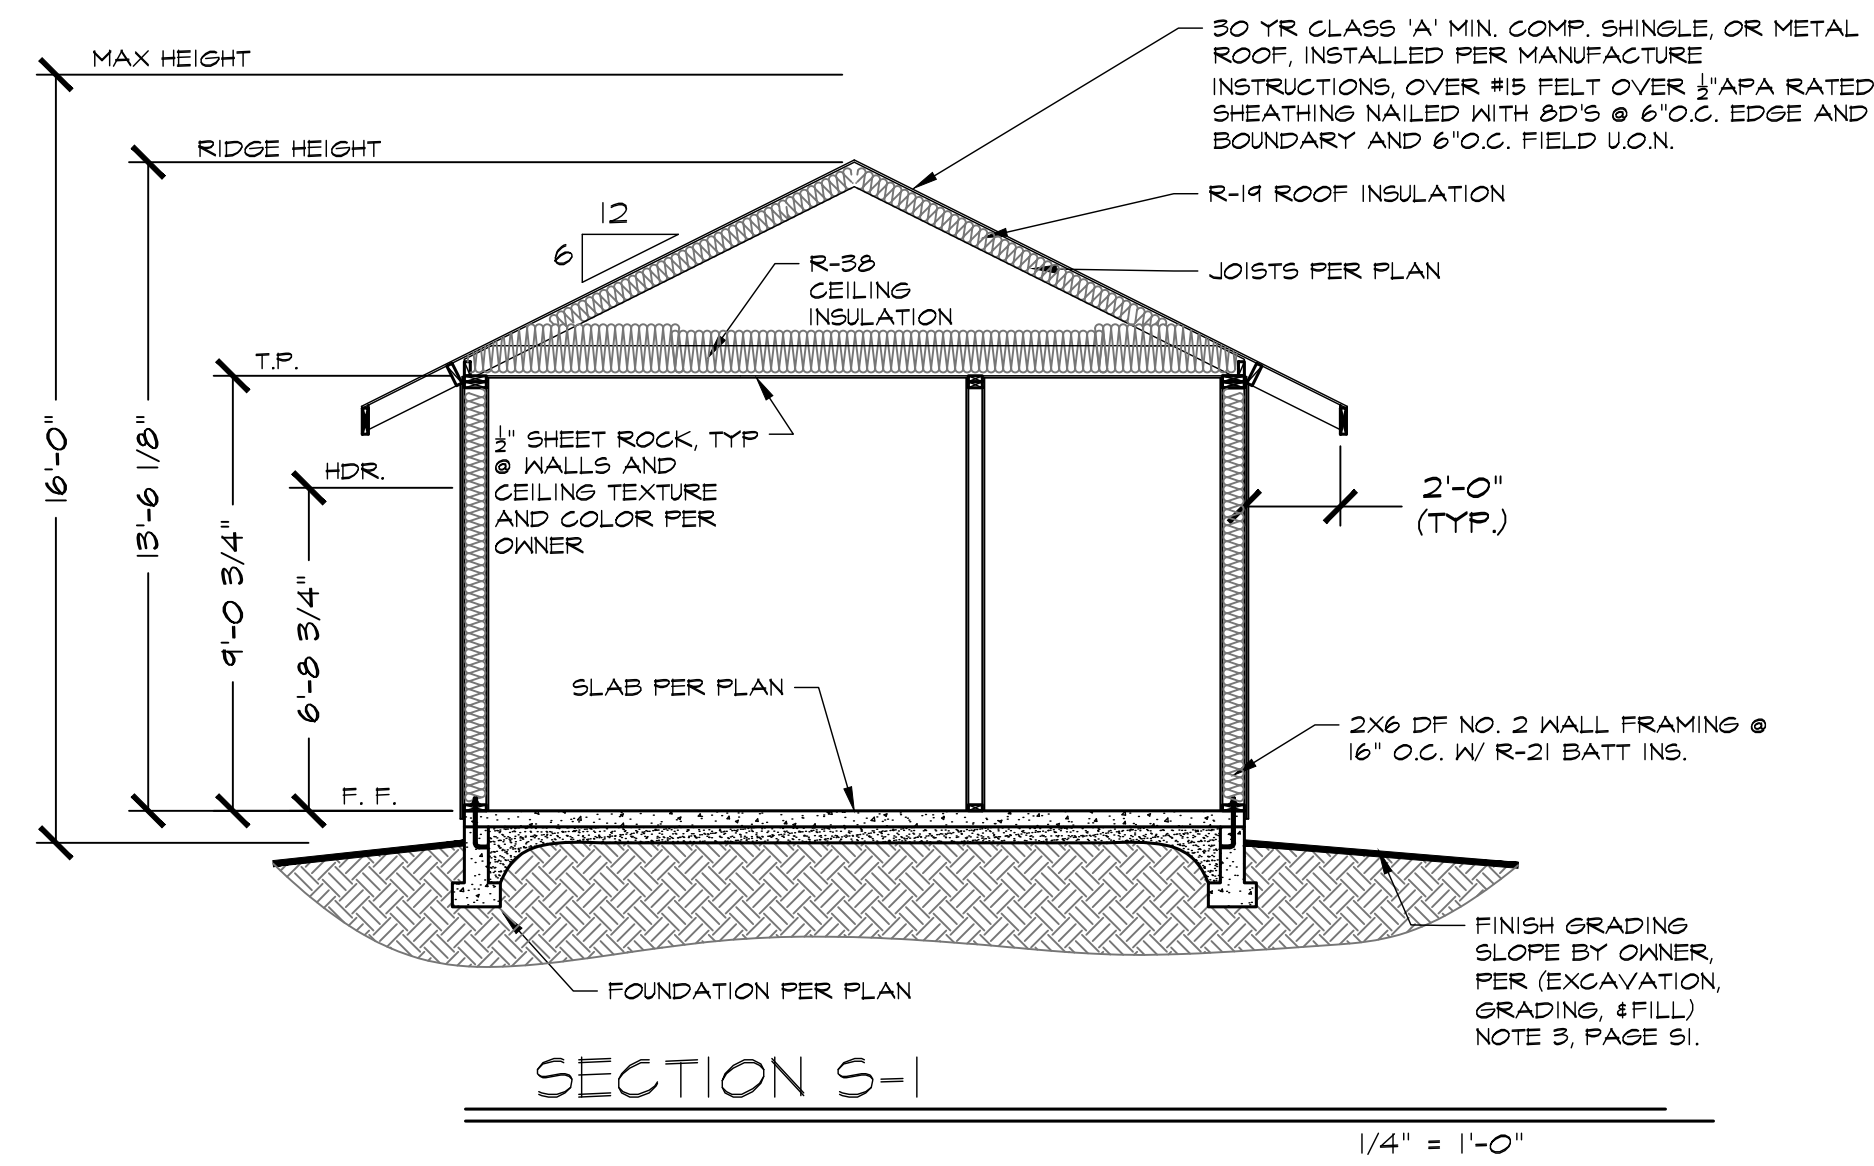 MAX HEIGHT
30 YR CLASS 'A' MIN. COMP. SHINGLE, OR METAL
ROOF, INSTALLED PER MANUFACTURE
INSTRUCTIONS, OVER #15 FELT OVER ½"APA RATED
SHEATHING NAILED WITH 8D'S @ 6"O.C. EDGE AND
BOUNDARY AND 6"O.C. FIELD U.O.N.
RIDGE HEIGHT
R-19 ROOF INSULATION
12
6
R-38
CEILING
INSULATION
JOISTS PER PLAN
T.P.
½" SHEET ROCK, TYP
@ WALLS AND
CEILING TEXTURE
AND COLOR PER
OWNER
HDR.
16'-0"
13'-6 1/8"
9'-0 3/4"
6'-8 3/4"
2'-0"
(TYP.)
SLAB PER PLAN
2X6 DF NO. 2 WALL FRAMING @
16" O.C. W/ R-21 BATT INS.
F. F.
FINISH GRADING
SLOPE BY OWNER,
PER (EXCAVATION,
GRADING, &FILL)
NOTE 3, PAGE S1.
FOUNDATION PER PLAN
SECTION S-1
1/4" = 1'-0"